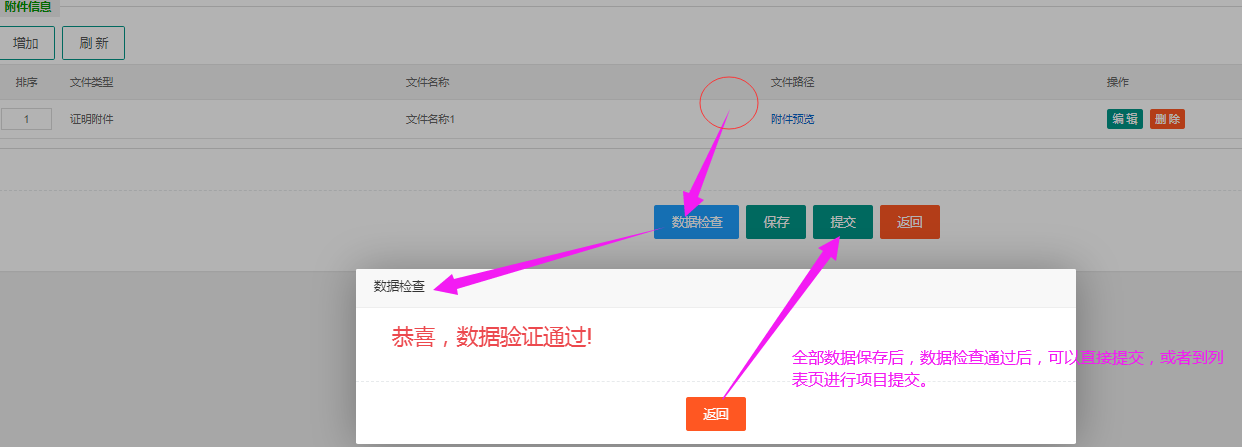 附件信息
增加 刷 新
排序 文件类型 文件名称 文件路径 操作
1 证明附件 文件名称1 附件预览 编 辑 删 除
数据检查 保存 提交 返回
数据检查
恭喜，数据验证通过!
全部数据保存后，数据检查通过后，可以直接提交，或者到列
表页进行项目提交。
返回